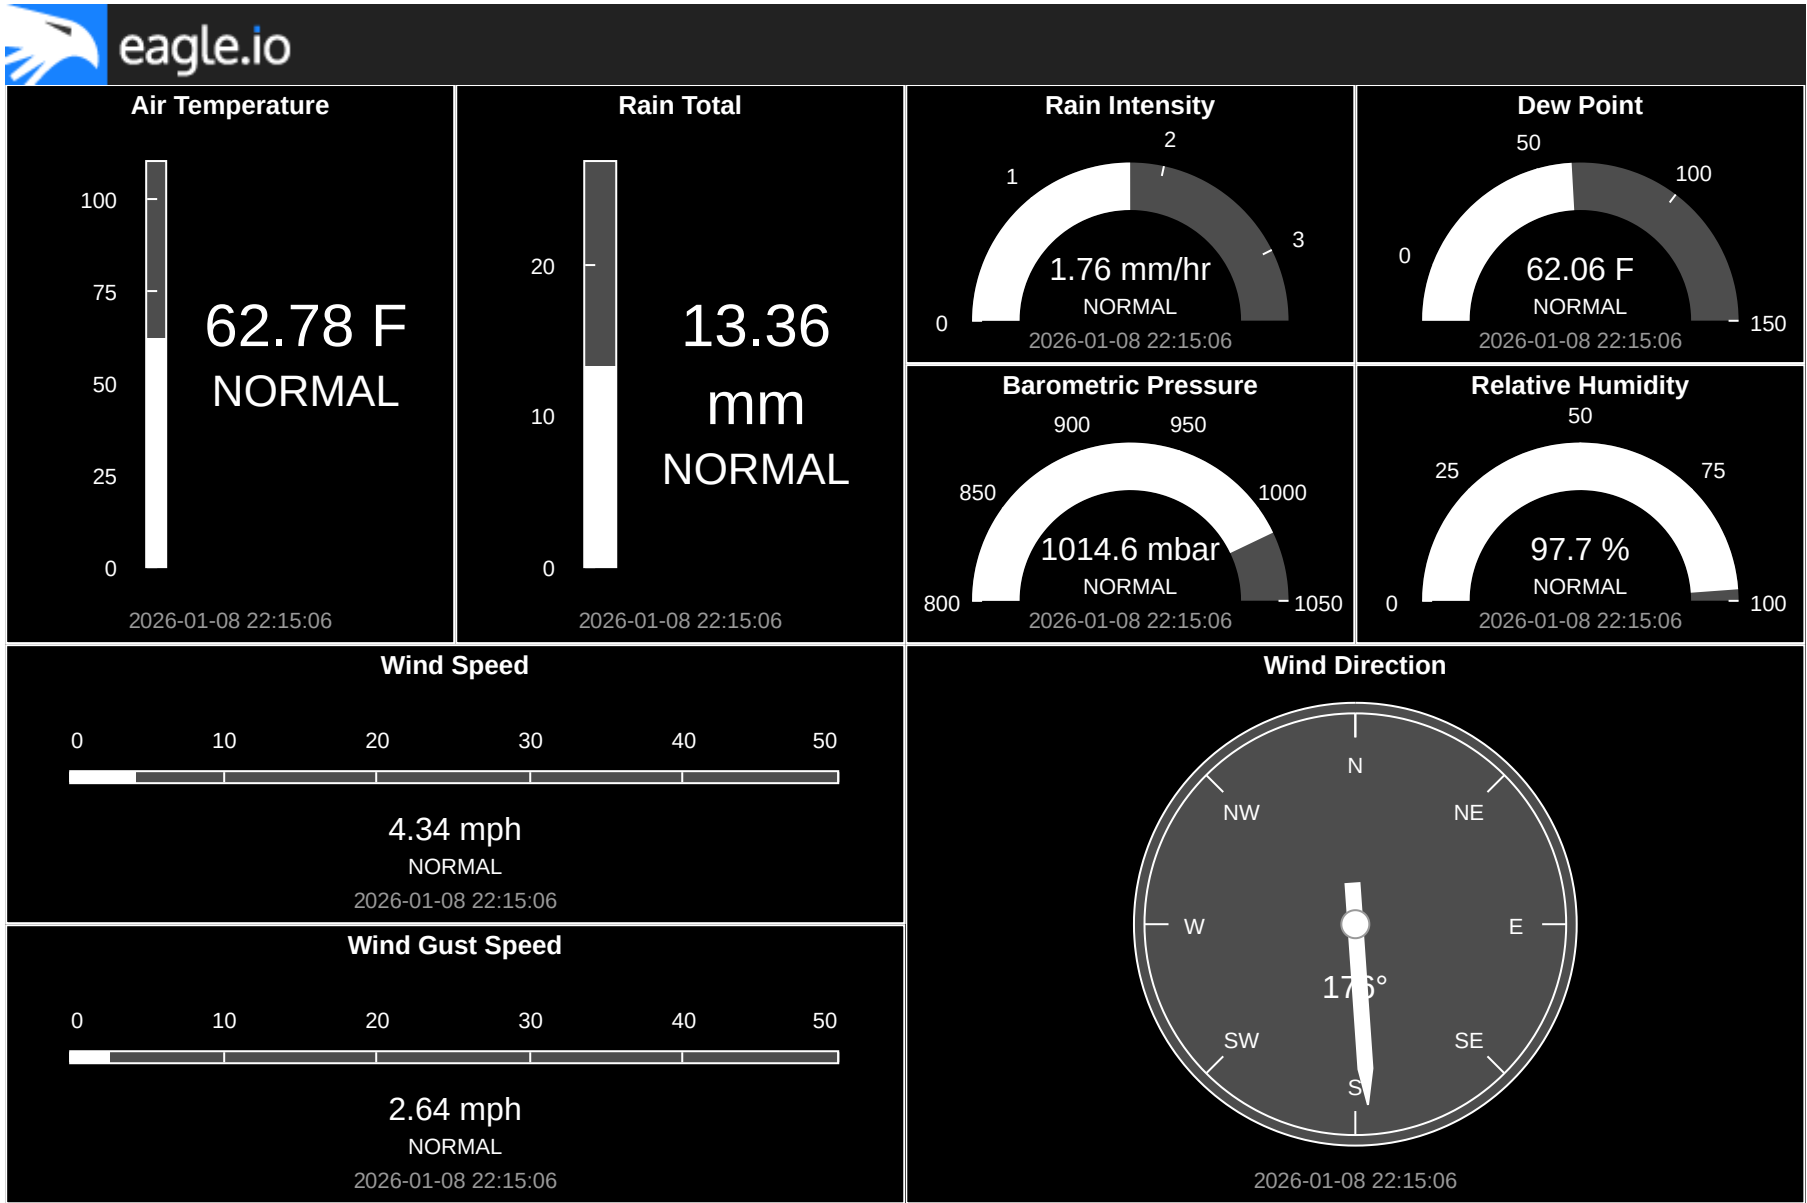 eagle.io
Air Temperature
100
75
50
25
0
62.78 F
NORMAL
2026-01-08 22:15:06
Rain Total
20
10
0
13.36
mm
NORMAL
2026-01-08 22:15:06
Rain Intensity
0
1
2
3
1.76 mm/hr
NORMAL
2026-01-08 22:15:06
Dew Point
0
50
100
150
62.06 F
NORMAL
2026-01-08 22:15:06
Barometric Pressure
800
850
900
950
1000
1050
1014.6 mbar
NORMAL
2026-01-08 22:15:06
Relative Humidity
0
25
50
75
100
97.7 %
NORMAL
2026-01-08 22:15:06
Wind Speed
0 10 20 30 40 50
4.34 mph
NORMAL
2026-01-08 22:15:06
Wind Gust Speed
0 10 20 30 40 50
2.64 mph
NORMAL
2026-01-08 22:15:06
Wind Direction
N
NW NE
W E
176°
SW SE
S
2026-01-08 22:15:06